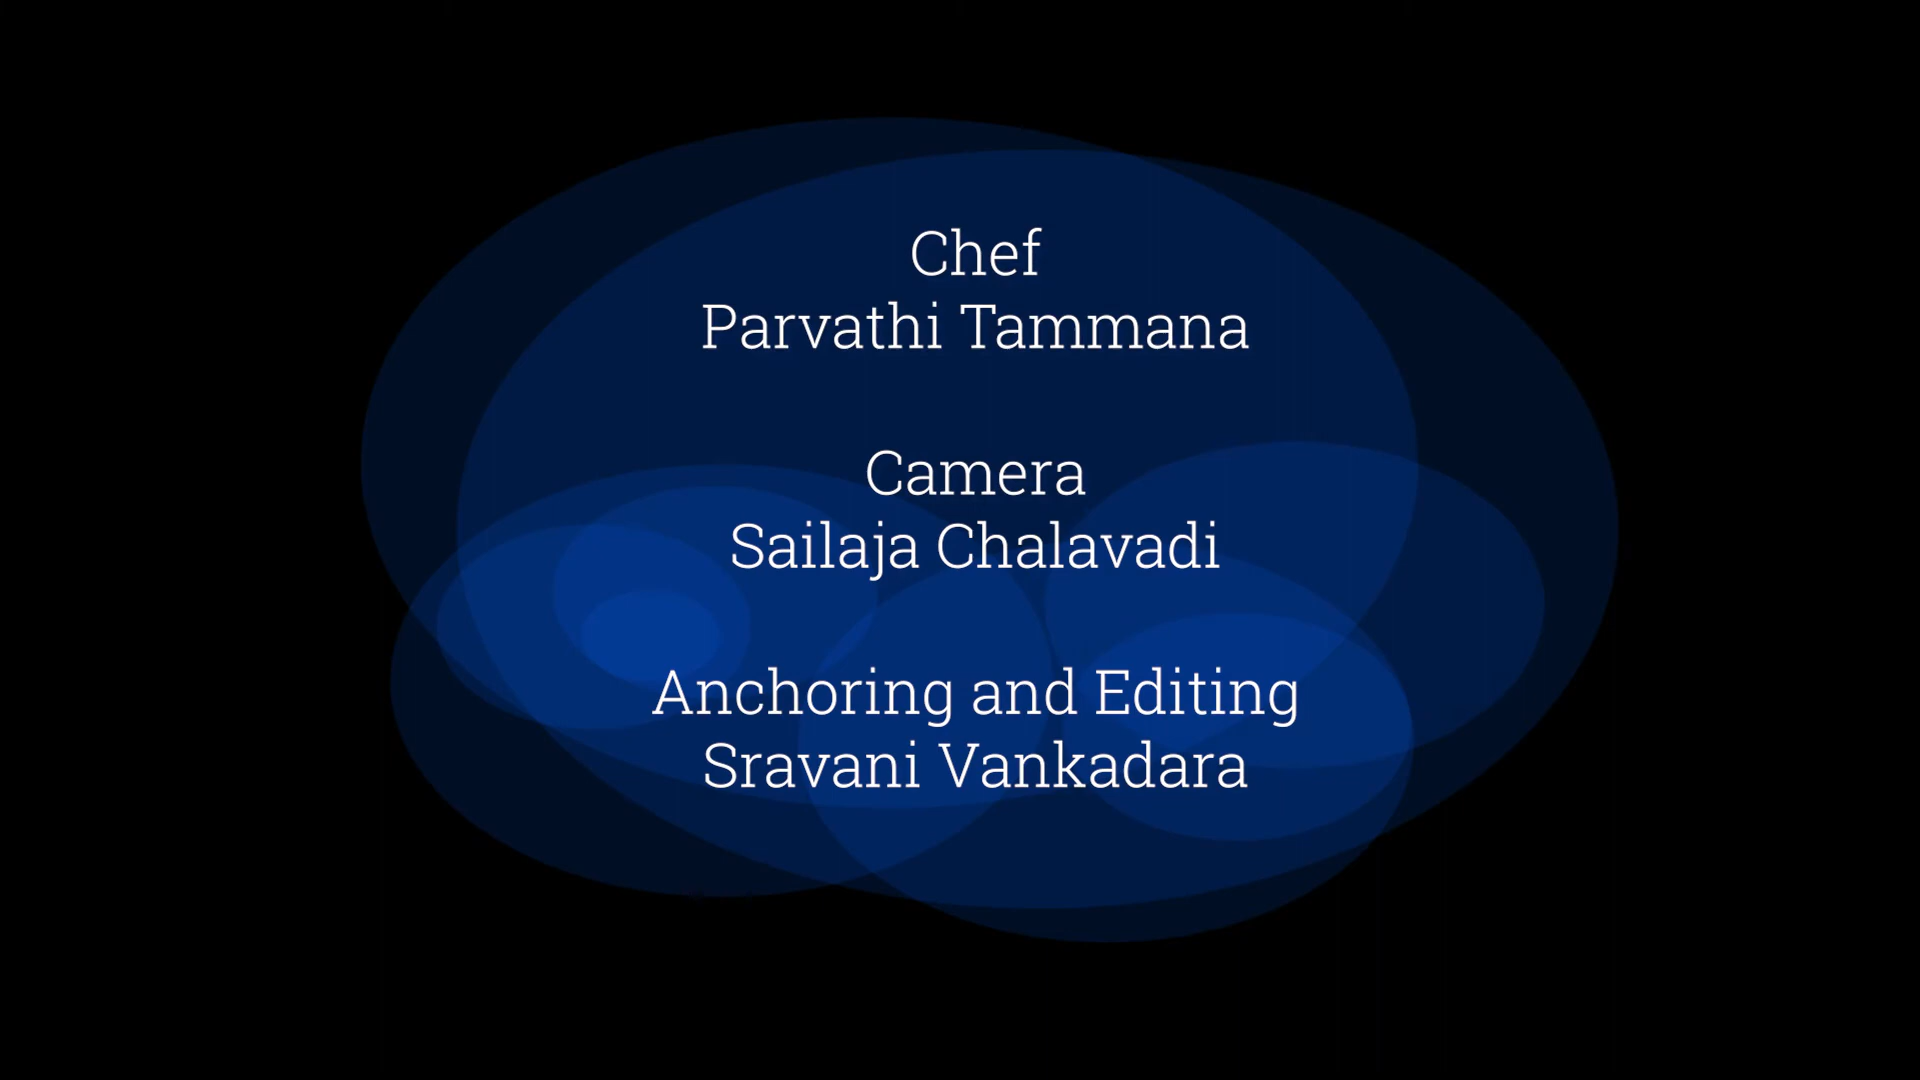 Chef
Parvathi Tammana
Camera
Sailaja Chalavadi
Anchoring and Editing
Sravani Vankadara